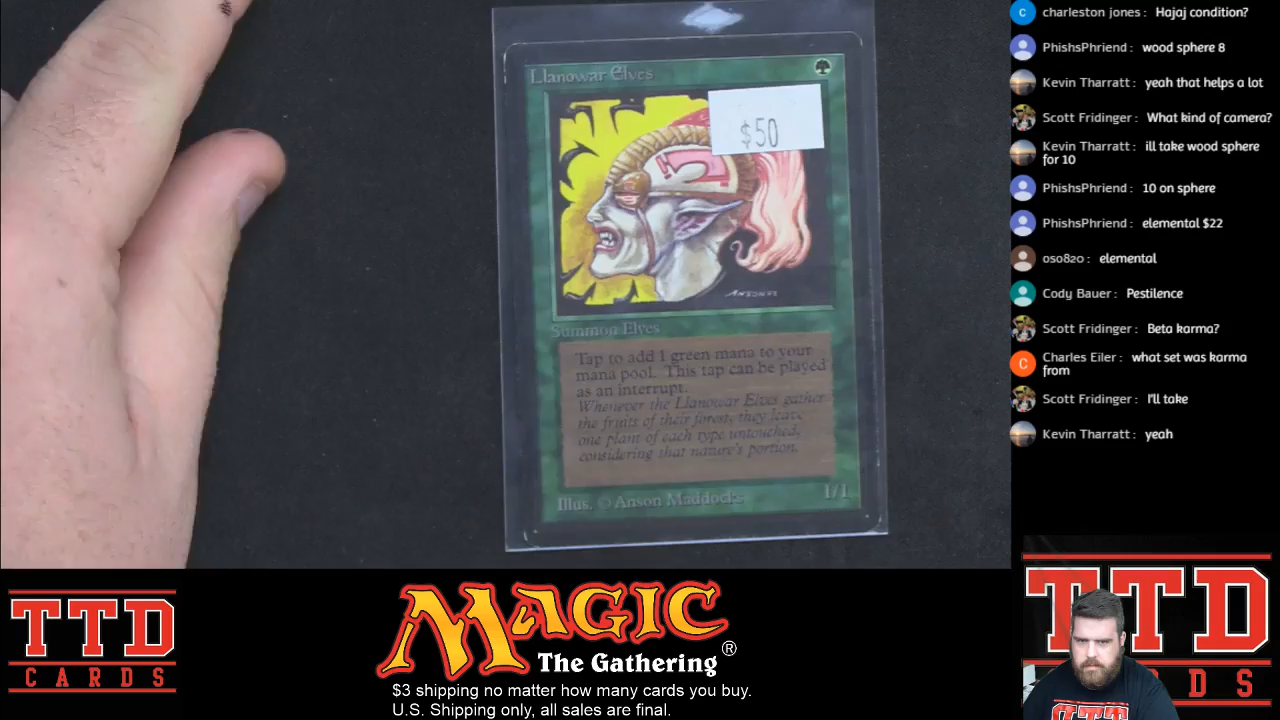 Llanowar Elves
$50
ANSON93
Summon Elves
Tap to add 1 green mana to your
mana pool. This tap can be played
as an interrupt.
Whenever the Llanowar Elves gather
the fruits of their forest, they leave
one plant of each type untouched,
considering that nature's portion.
Illus. © Anson Maddocks
1/1
charleston jones : Hajaj condition?
PhishsPhriend : wood sphere 8
Kevin Tharratt : yeah that helps a lot
Scott Fridinger : What kind of camera?
Kevin Tharratt : ill take wood sphere
for 10
PhishsPhriend : 10 on sphere
PhishsPhriend : elemental $22
oso820 : elemental
Cody Bauer : Pestilence
Scott Fridinger : Beta karma?
Charles Eiler : what set was karma
from
Scott Fridinger : I'll take
Kevin Tharratt : yeah
TTD
CARDS
MAGIC
The Gathering®
$3 shipping no matter how many cards you buy.
U.S. Shipping only, all sales are final.
TTD
DS